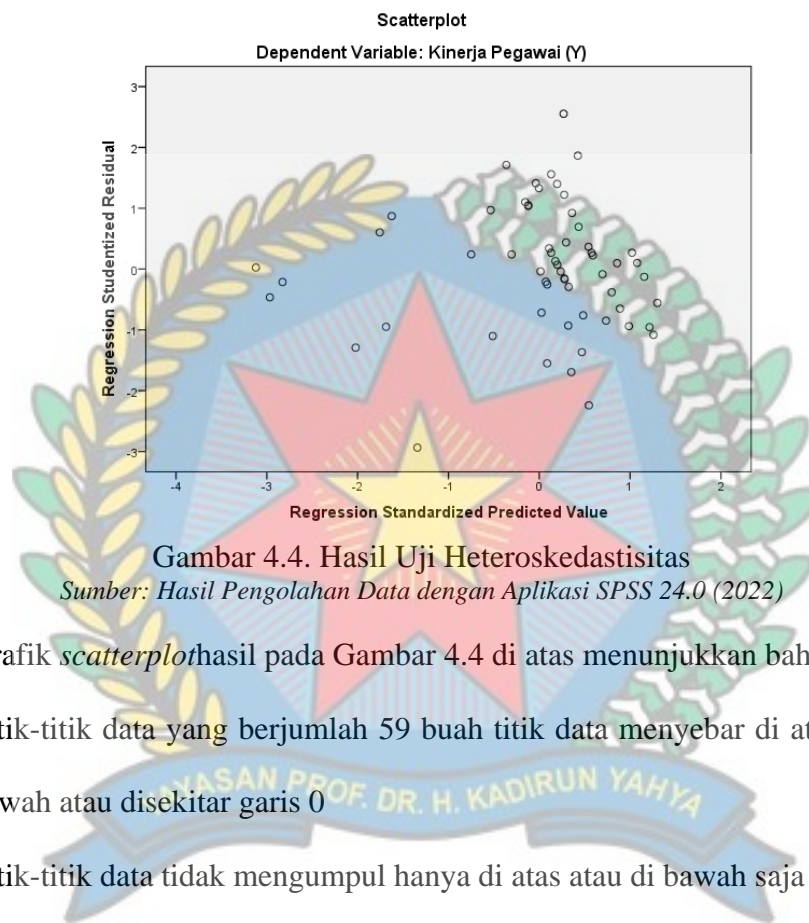 Scatterplot
Dependent Variable: Kinerja Pegawai (Y)
Regression Studentized Residual
3
2
1
0
-1
-2
-3
-4 -3 -2 -1 0 1 2
Regression Standardized Predicted Value
Gambar 4.4. Hasil Uji Heteroskedastisitas
Sumber: Hasil Pengolahan Data dengan Aplikasi SPSS 24.0 (2022)
rafik scatterplothasil pada Gambar 4.4 di atas menunjukkan bah
tik-titik data yang berjumlah 59 buah titik data menyebar di at
wah atau disekitar garis 0
YAYASAN PROF. DR. H. KADIRUN YAHYA
tik-titik data tidak mengumpul hanya di atas atau di bawah saja